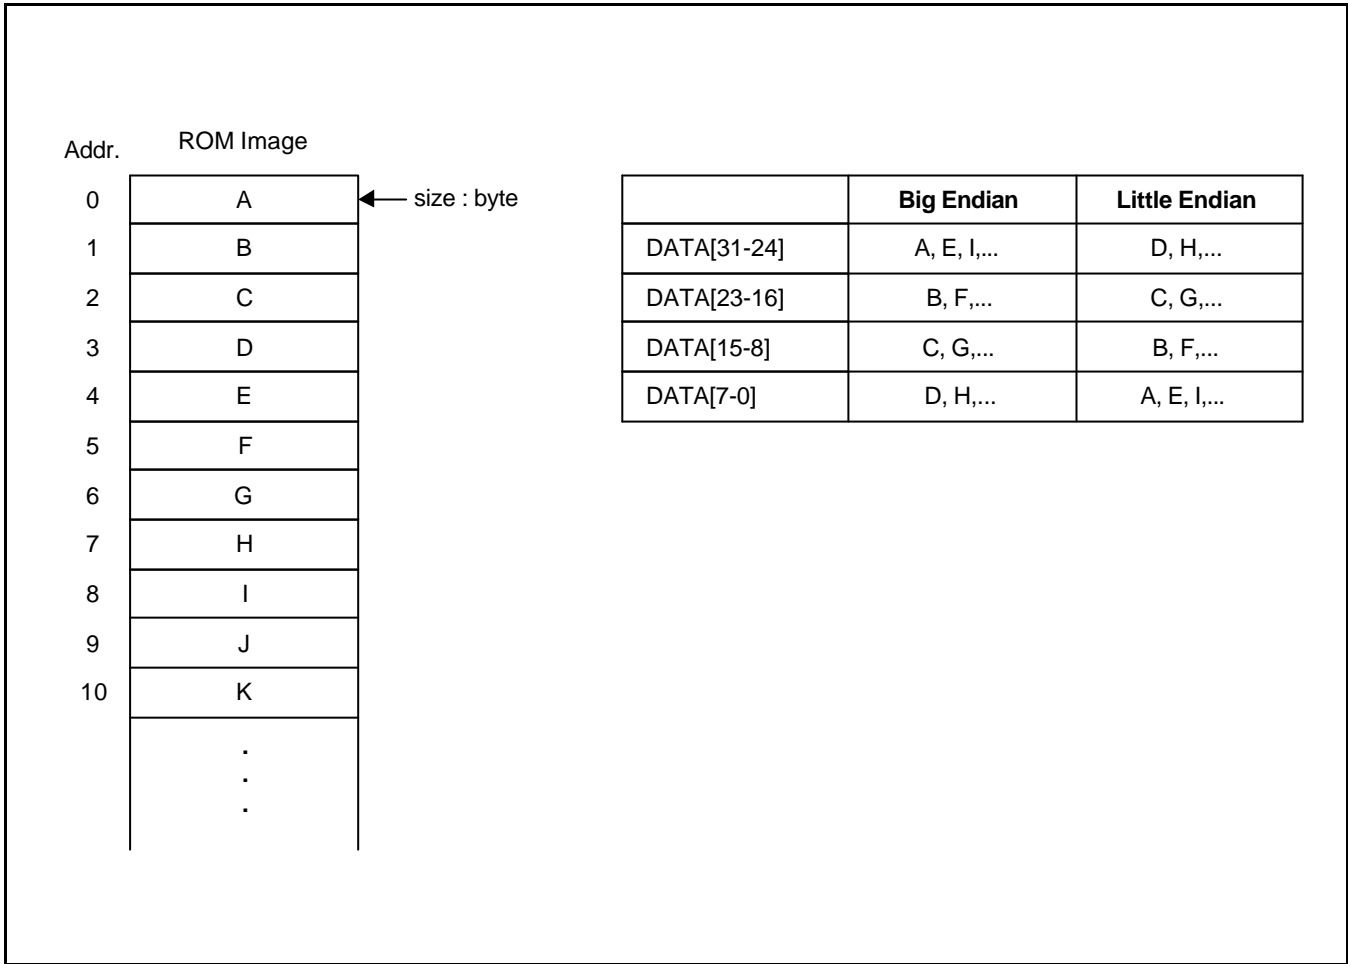 Addr. ROM Image
0 A size : byte
1 B
2 C
3 D
4 E
5 F
6 G
7 H
8 I
9 J
10 K
.
.
.
Big Endian Little Endian
DATA[31-24] A, E, I,... D, H,...
DATA[23-16] B, F,... C, G,...
DATA[15-8] C, G,... B, F,...
DATA[7-0] D, H,... A, E, I,...